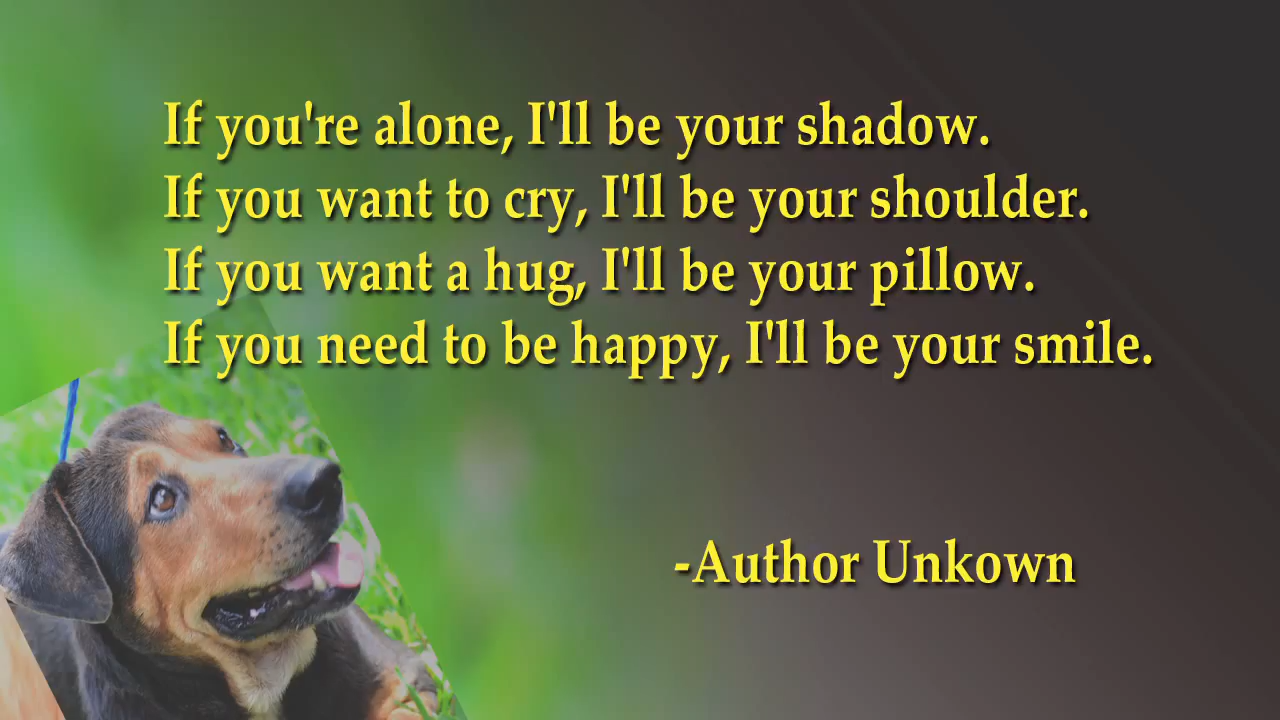 If you're alone, I'll be your shadow.
If you want to cry, I'll be your shoulder.
If you want a hug, I'll be your pillow.
If you need to be happy, I'll be your smile.
-Author Unkown